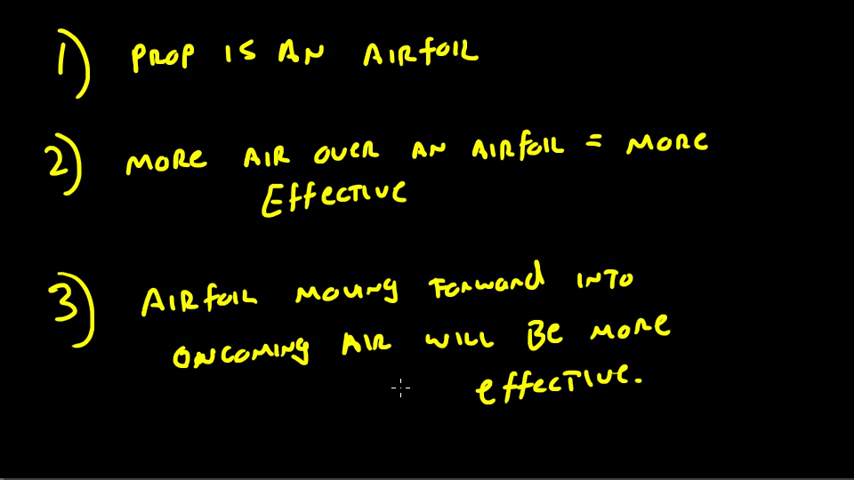 1) PROP IS AN AIRFOIL
2) MORE AIR OVER AN AIRFOIL = MORE
EffecTIVE
3) AIRFOIL MOVING FORWARD INTO
ONCOMING AIR WILL BE MORE
effecTIVE.